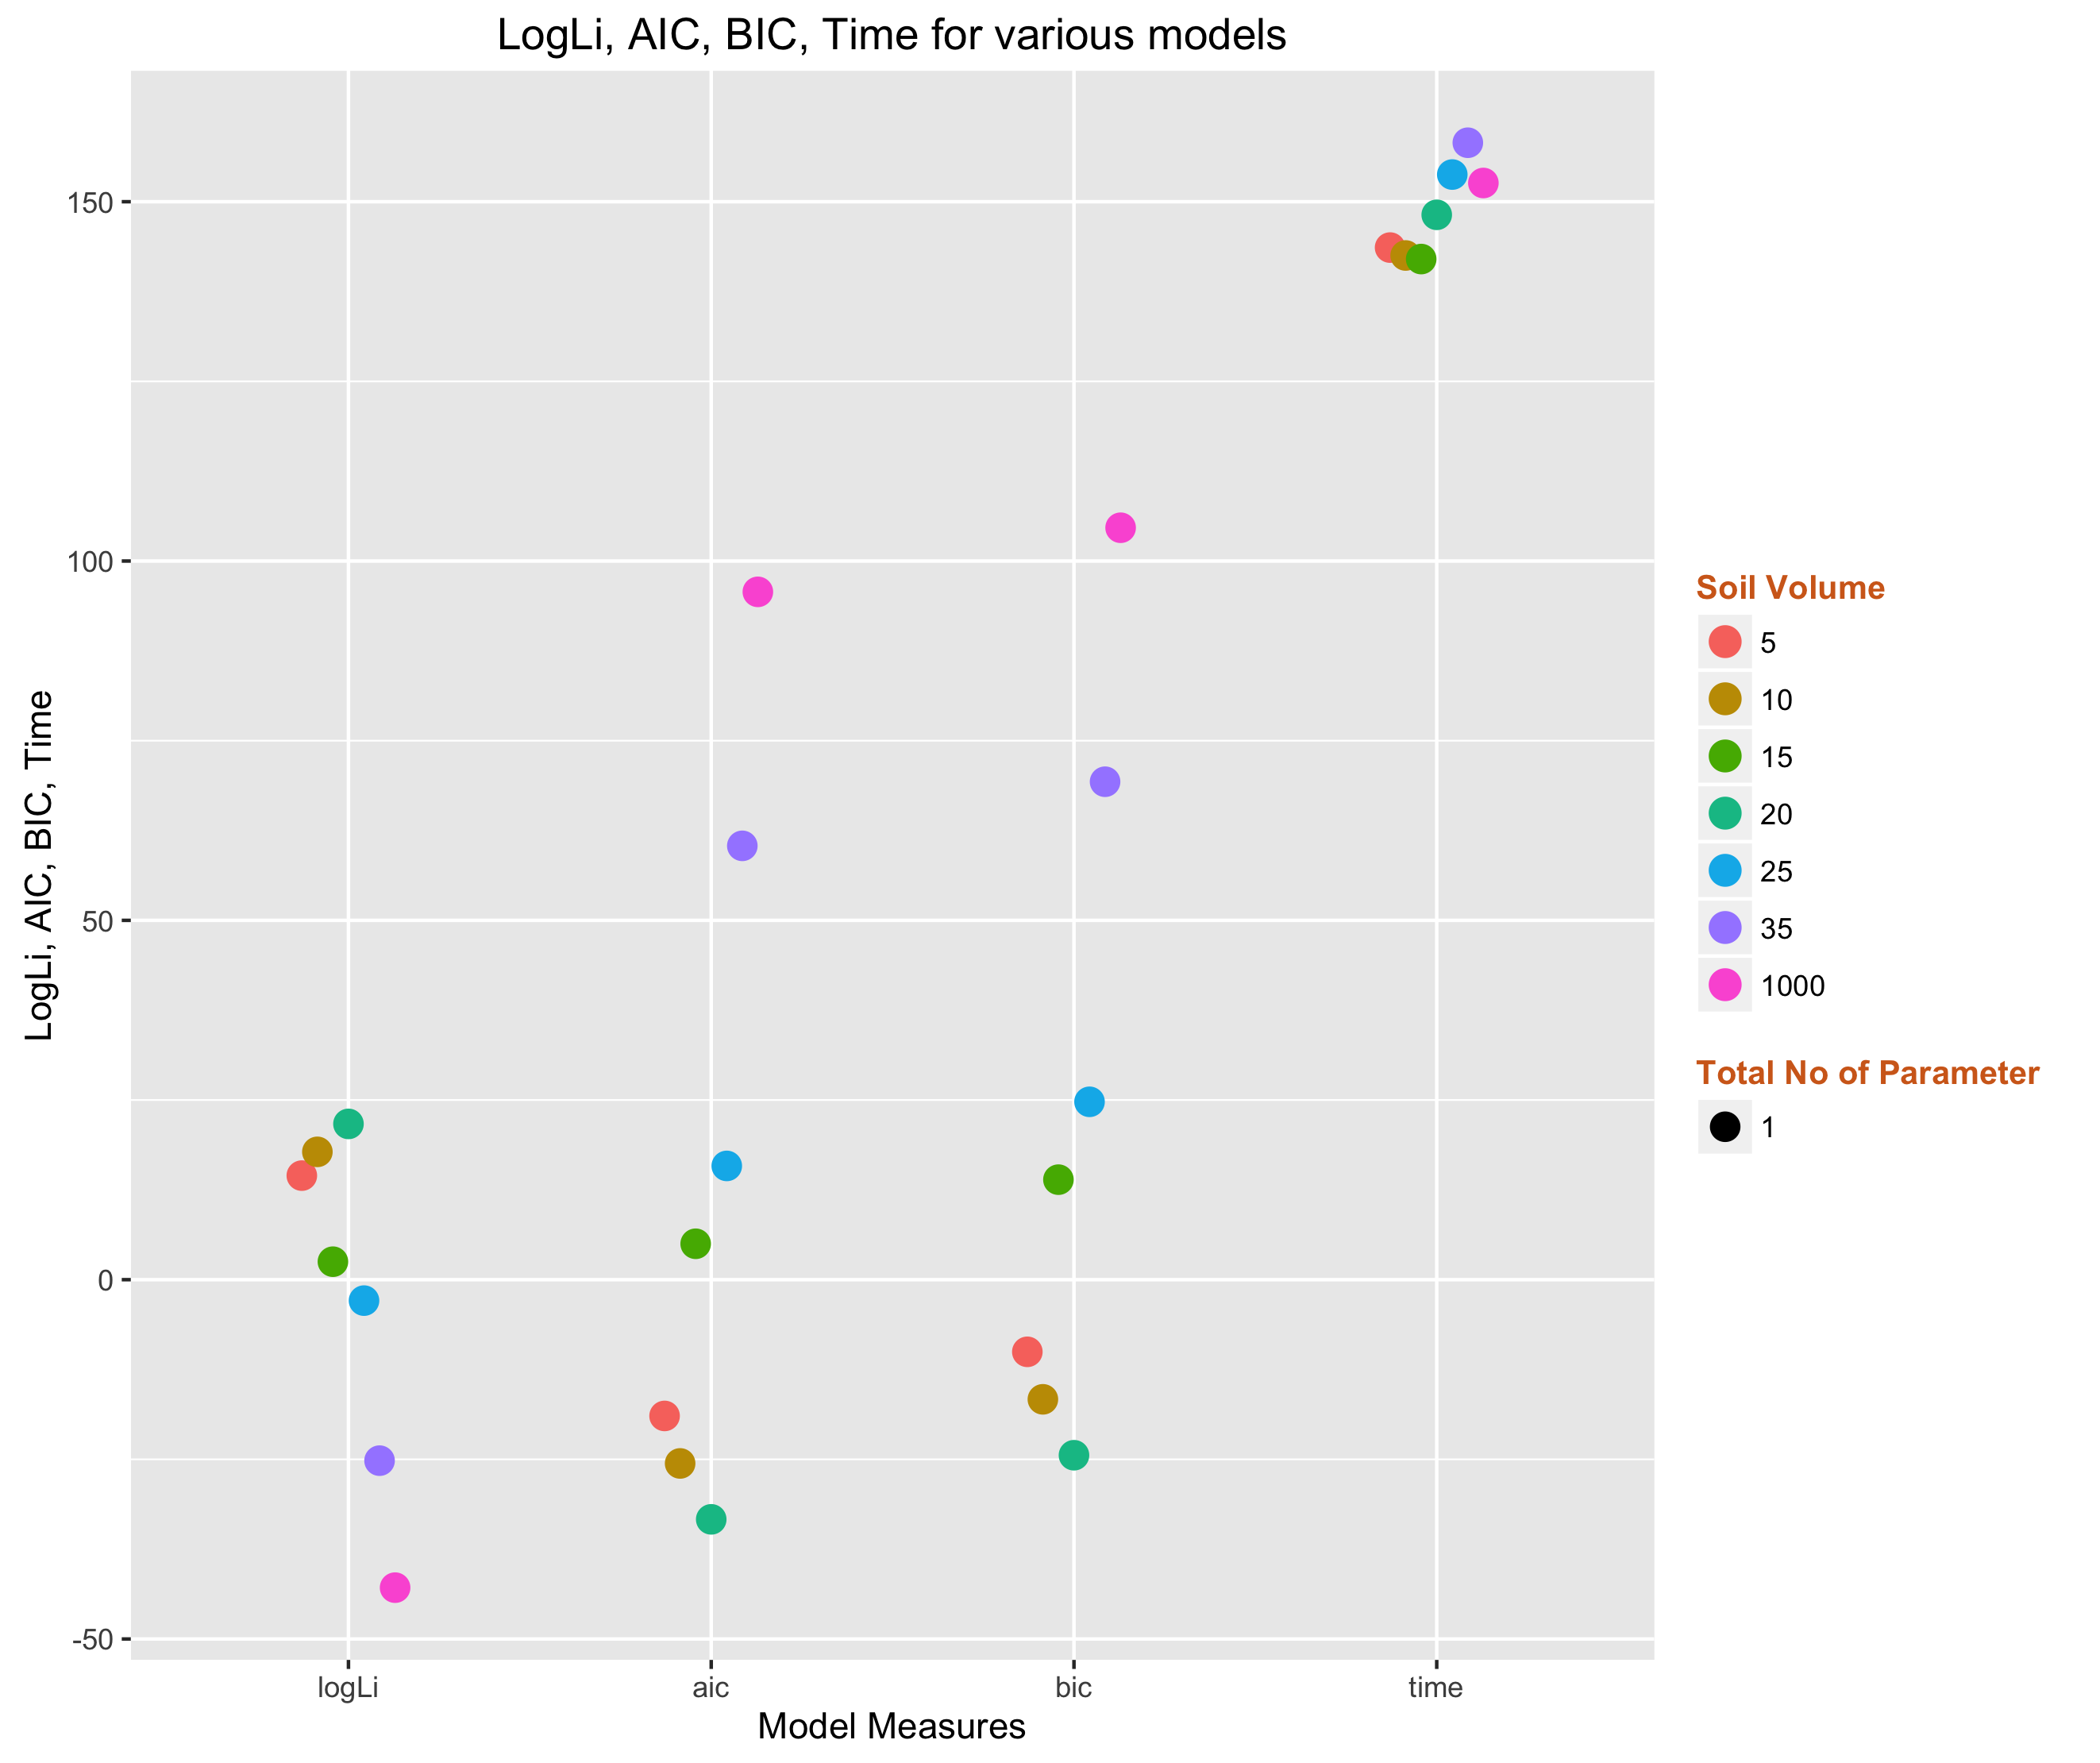 LogLi, AIC, BIC, Time for various models
LogLi, AIC, BIC, Time
150
100
50
0
-50
logLi aic bic time
Model Measures
Soil Volume
5
10
15
20
25
35
1000
Total No of Parameter
1